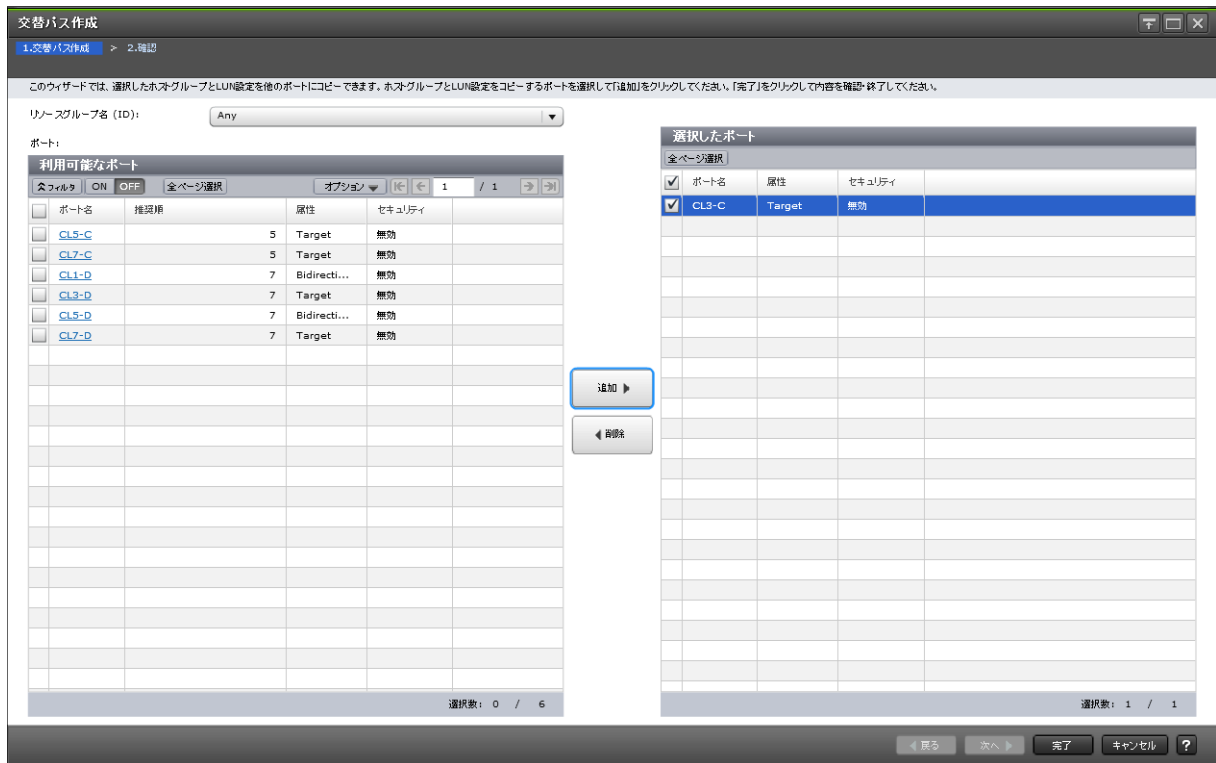 交替パス作成
1.交替パス作成 > 2.確認
このウィザードでは、選択したホストグループとLUN設定を他のポートにコピーできます。ホストグループとLUN設定をコピーするポートを選択して「追加」をクリックしてください。「完了」をクリックして内容を確認・終了してください。
リソースグループ名 (ID): Any
ポート:
利用可能なポート
フィルタ ON OFF 全ページ選択 オプション 1 / 1
ポート名 推奨順 属性 セキュリティ
CL5-C 5 Target 無効
CL7-C 5 Target 無効
CL1-D 7 Bidirecti... 無効
CL3-D 7 Target 無効
CL5-D 7 Bidirecti... 無効
CL7-D 7 Target 無効
選択数: 0 / 6
追加
削除
選択したポート
全ページ選択
ポート名 属性 セキュリティ
CL3-C Target 無効
選択数: 1 / 1
戻る 次へ 完了 キャンセル ?